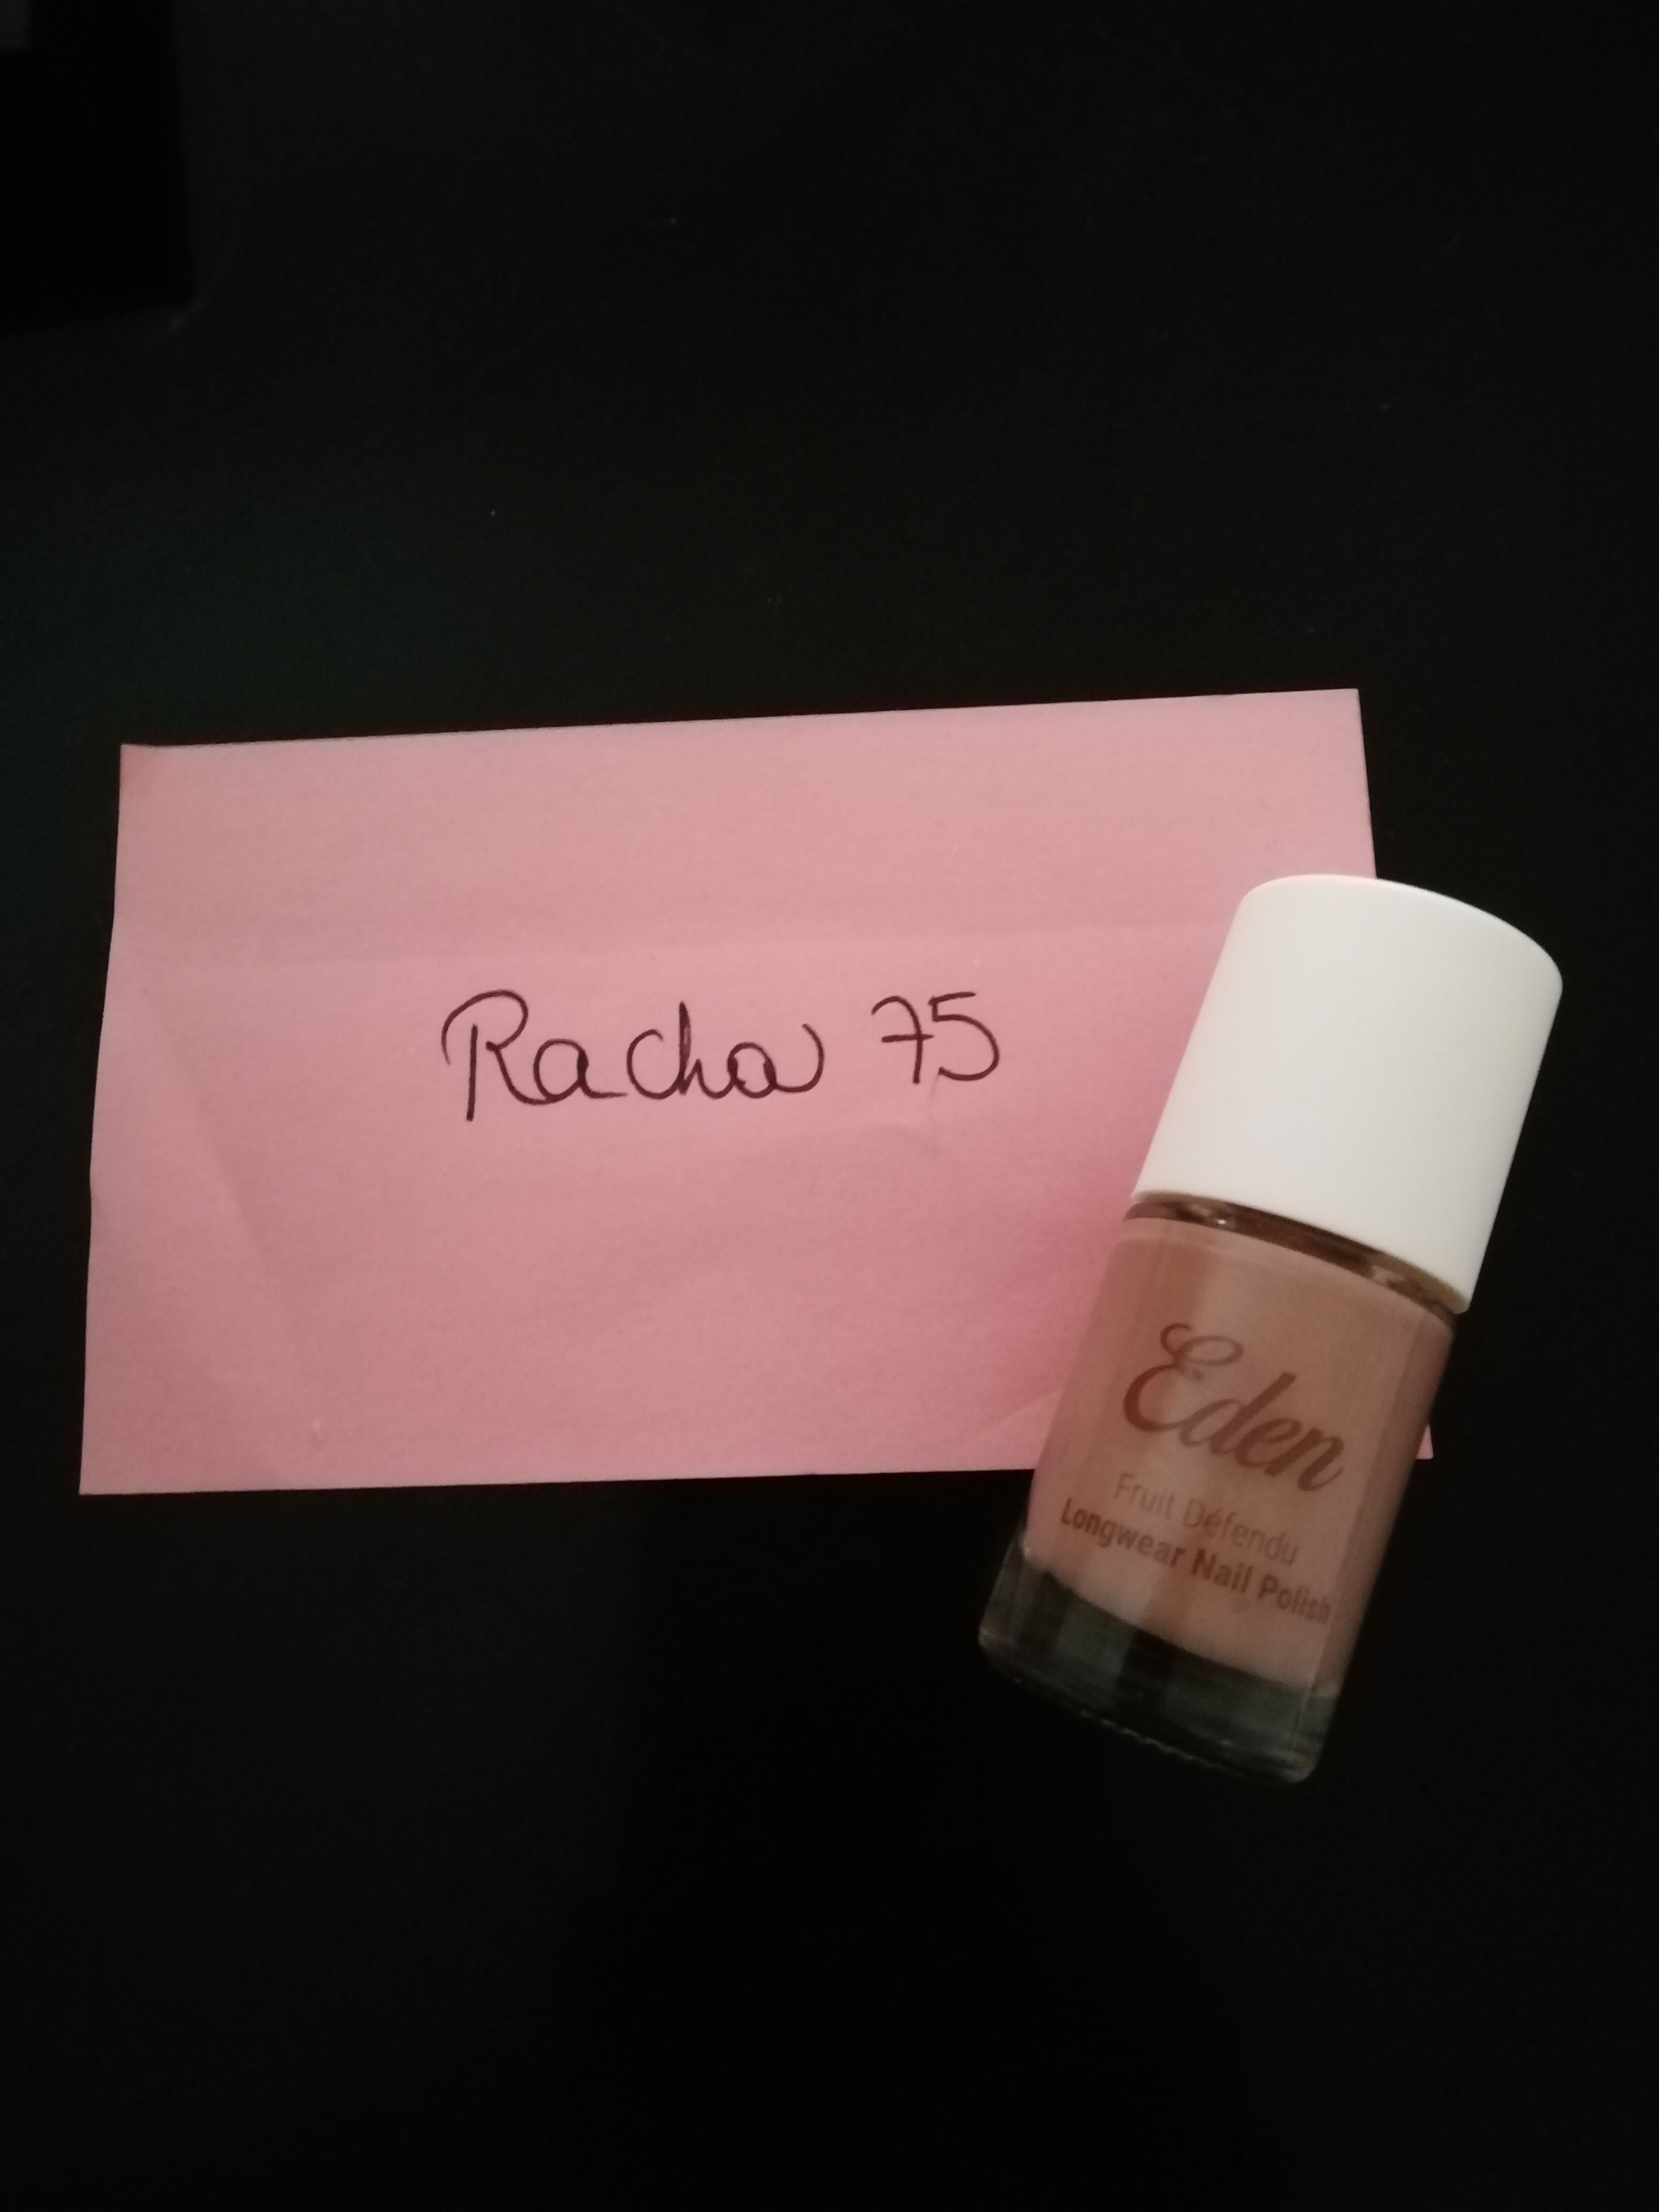 Racha 75
Eden
Fruit Défendu
Longwear Nail Polish